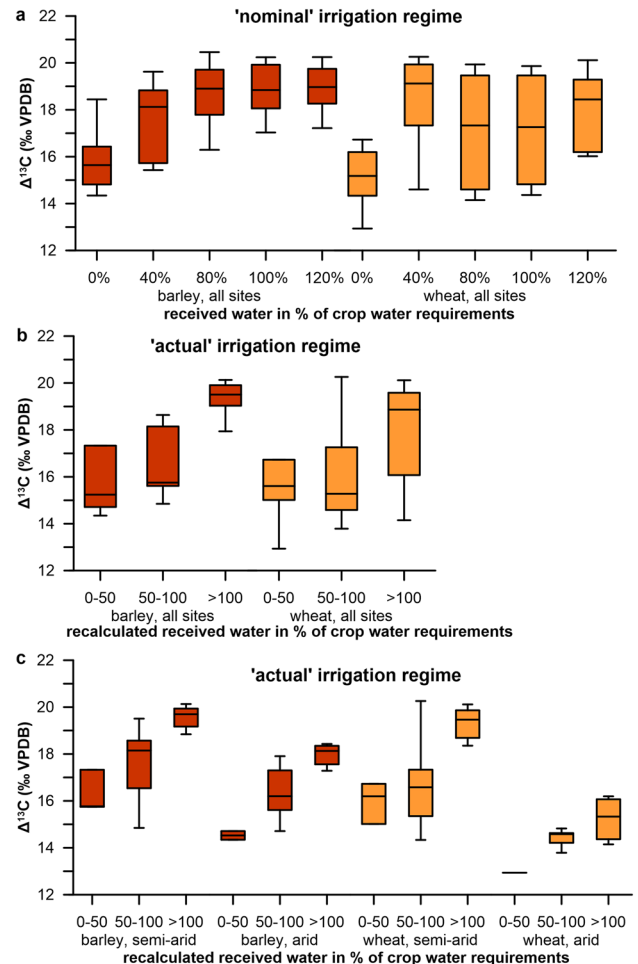 a
'nominal' irrigation regime
22
20
18
16
14
12
Δ¹³C (‰ VPDB)
0% 40% 80% 100% 120% 0% 40% 80% 100% 120%
barley, all sites wheat, all sites
received water in % of crop water requirements
b
'actual' irrigation regime
22
20
18
16
14
12
Δ¹³C (‰ VPDB)
0-50 50-100 >100 0-50 50-100 >100
barley, all sites wheat, all sites
recalculated received water in % of crop water requirements
c
'actual' irrigation regime
22
20
18
16
14
12
Δ¹³C (‰ VPDB)
0-50 50-100 >100 0-50 50-100 >100 0-50 50-100 >100 0-50 50-100 >100
barley, semi-arid barley, arid wheat, semi-arid wheat, arid
recalculated received water in % of crop water requirements